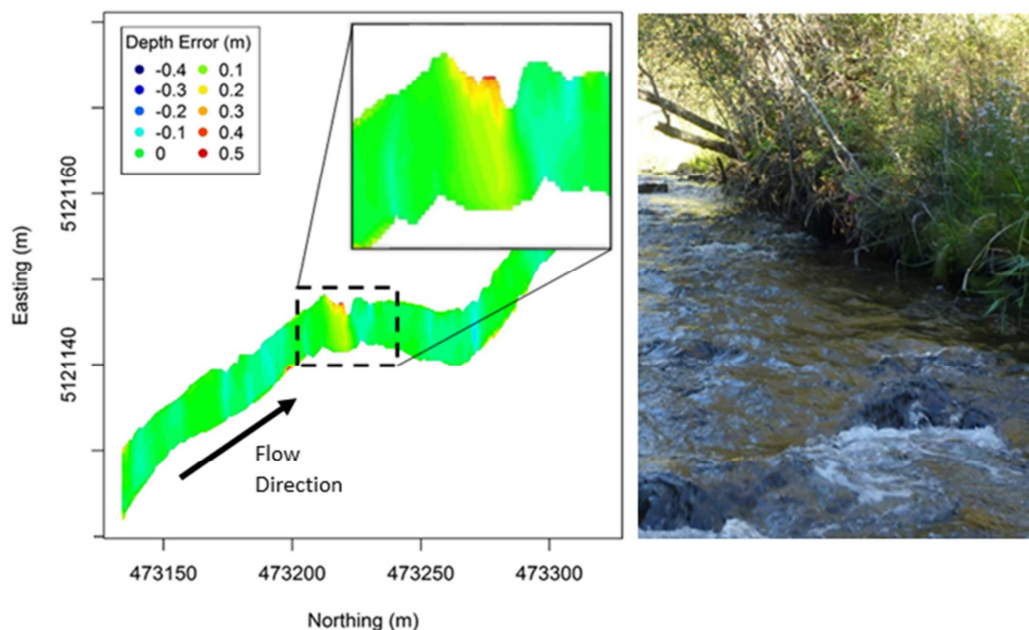 Depth Error (m)
-0.4 0.1
-0.3 0.2
-0.2 0.3
-0.1 0.4
0 0.5
5121160
5121140
Easting (m)
Flow
Direction
473150 473200 473250 473300
Northing (m)